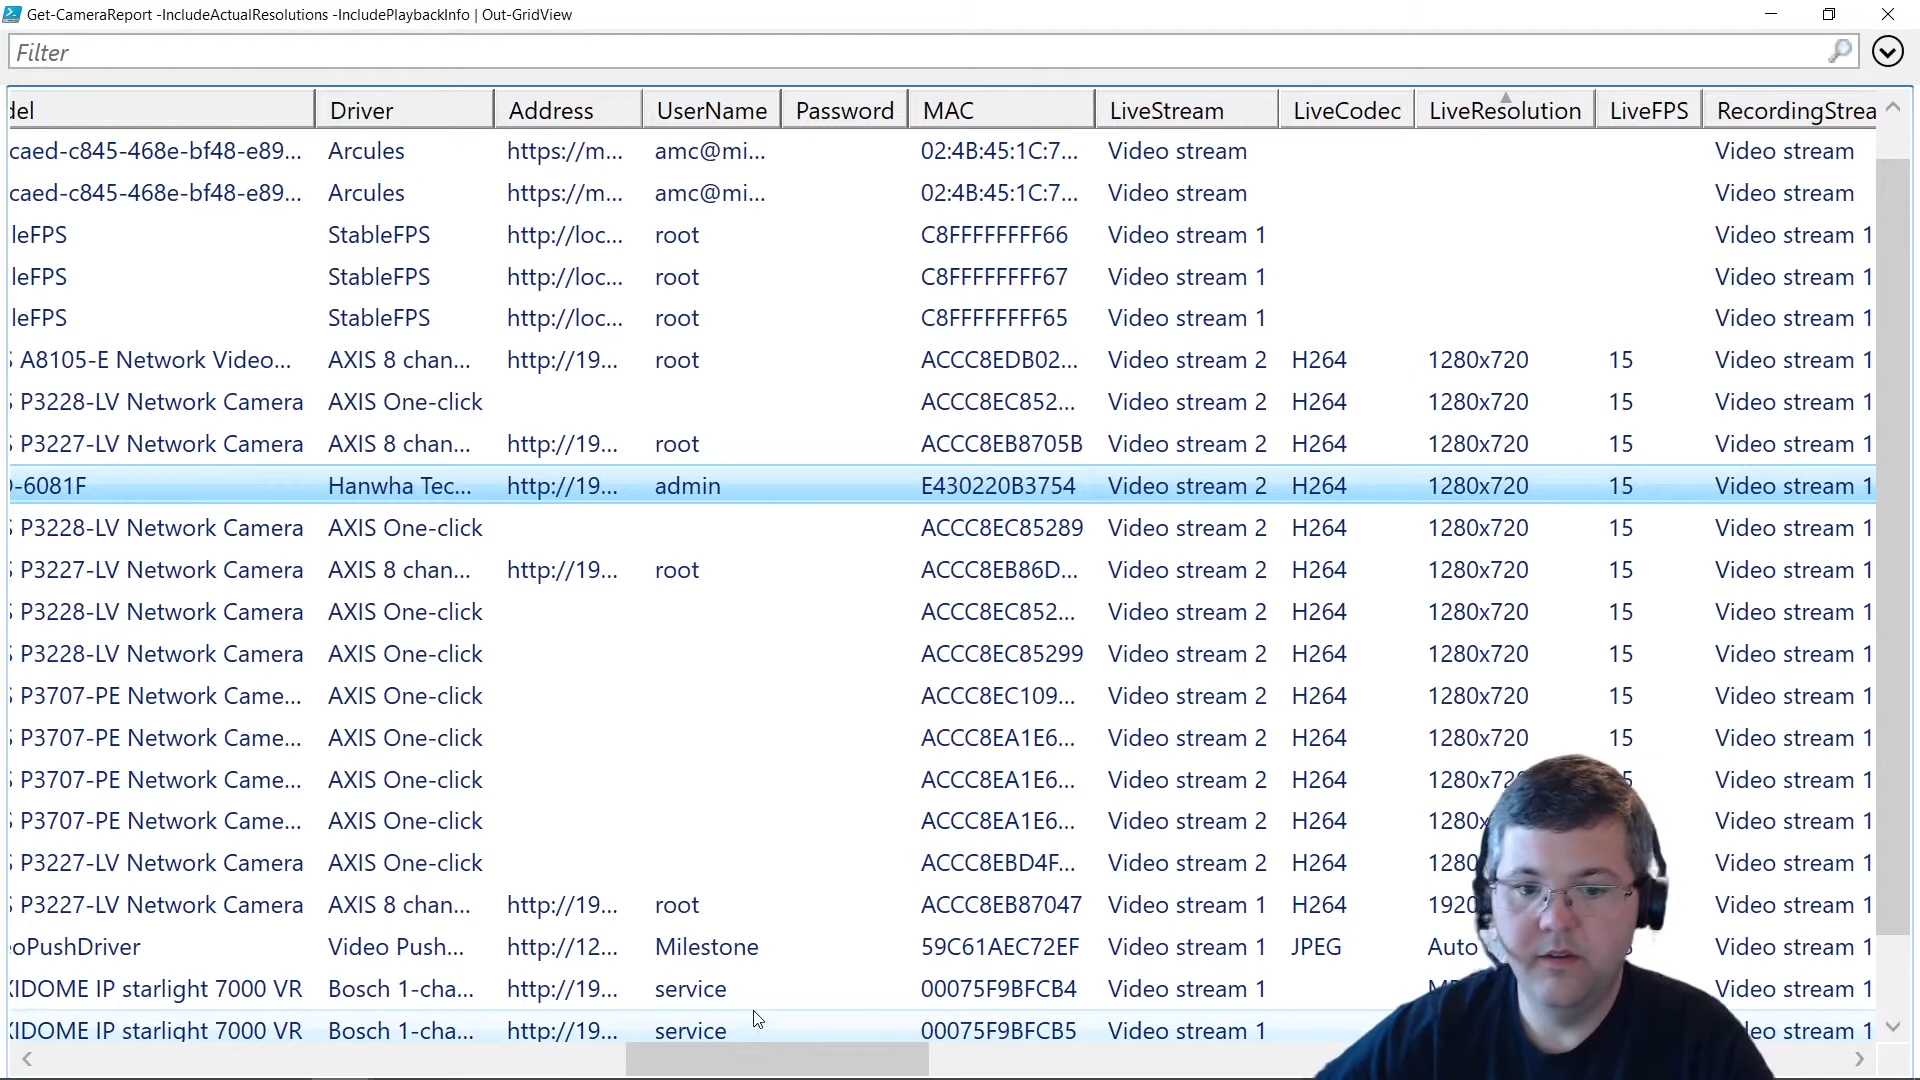 Get-CameraReport -IncludeActualResolutions -IncludePlaybackInfo | Out-GridView
Filter
del Driver Address UserName Password MAC LiveStream LiveCodec LiveResolution LiveFPS RecordingStrea
caed-c845-468e-bf48-e89... Arcules https://m... amc@mi... 02:4B:45:1C:7... Video stream Video stream
caed-c845-468e-bf48-e89... Arcules https://m... amc@mi... 02:4B:45:1C:7... Video stream Video stream
leFPS StableFPS http://loc... root C8FFFFFFFF66 Video stream 1 Video stream 1
leFPS StableFPS http://loc... root C8FFFFFFFF67 Video stream 1 Video stream 1
leFPS StableFPS http://loc... root C8FFFFFFFF65 Video stream 1 Video stream 1
S A8105-E Network Video... AXIS 8 chan... http://19... root ACCC8EDB02... Video stream 2 H264 1280x720 15 Video stream 1
S P3228-LV Network Camera AXIS One-click ACCC8EC852... Video stream 2 H264 1280x720 15 Video stream 1
S P3227-LV Network Camera AXIS 8 chan... http://19... root ACCC8EB8705B Video stream 2 H264 1280x720 15 Video stream 1
-6081F Hanwha Tec... http://19... admin E430220B3754 Video stream 2 H264 1280x720 15 Video stream 1
S P3228-LV Network Camera AXIS One-click ACCC8EC85289 Video stream 2 H264 1280x720 15 Video stream 1
S P3227-LV Network Camera AXIS 8 chan... http://19... root ACCC8EB86D... Video stream 2 H264 1280x720 15 Video stream 1
S P3228-LV Network Camera AXIS One-click ACCC8EC852... Video stream 2 H264 1280x720 15 Video stream 1
S P3228-LV Network Camera AXIS One-click ACCC8EC85299 Video stream 2 H264 1280x720 15 Video stream 1
S P3707-PE Network Came... AXIS One-click ACCC8EC109... Video stream 2 H264 1280x720 15 Video stream 1
S P3707-PE Network Came... AXIS One-click ACCC8EA1E6... Video stream 2 H264 1280x720 15 Video stream 1
S P3707-PE Network Came... AXIS One-click ACCC8EA1E6... Video stream 2 H264 1280x72 5 Video stream 1
S P3707-PE Network Came... AXIS One-click ACCC8EA1E6... Video stream 2 H264 1280x Video stream 1
S P3227-LV Network Camera AXIS One-click ACCC8EBD4F... Video stream 2 H264 1280 Video stream 1
S P3227-LV Network Camera AXIS 8 chan... http://19... root ACCC8EB87047 Video stream 1 H264 1920 Video stream 1
oPushDriver Video Push... http://12... Milestone 59C61AEC72EF Video stream 1 JPEG Auto Video stream 1
XIDOME IP starlight 7000 VR Bosch 1-cha... http://19... service 00075F9BFCB4 Video stream 1 Video stream 1
XIDOME IP starlight 7000 VR Bosch 1-cha... http://19... service 00075F9BFCB5 Video stream 1 deo stream 1